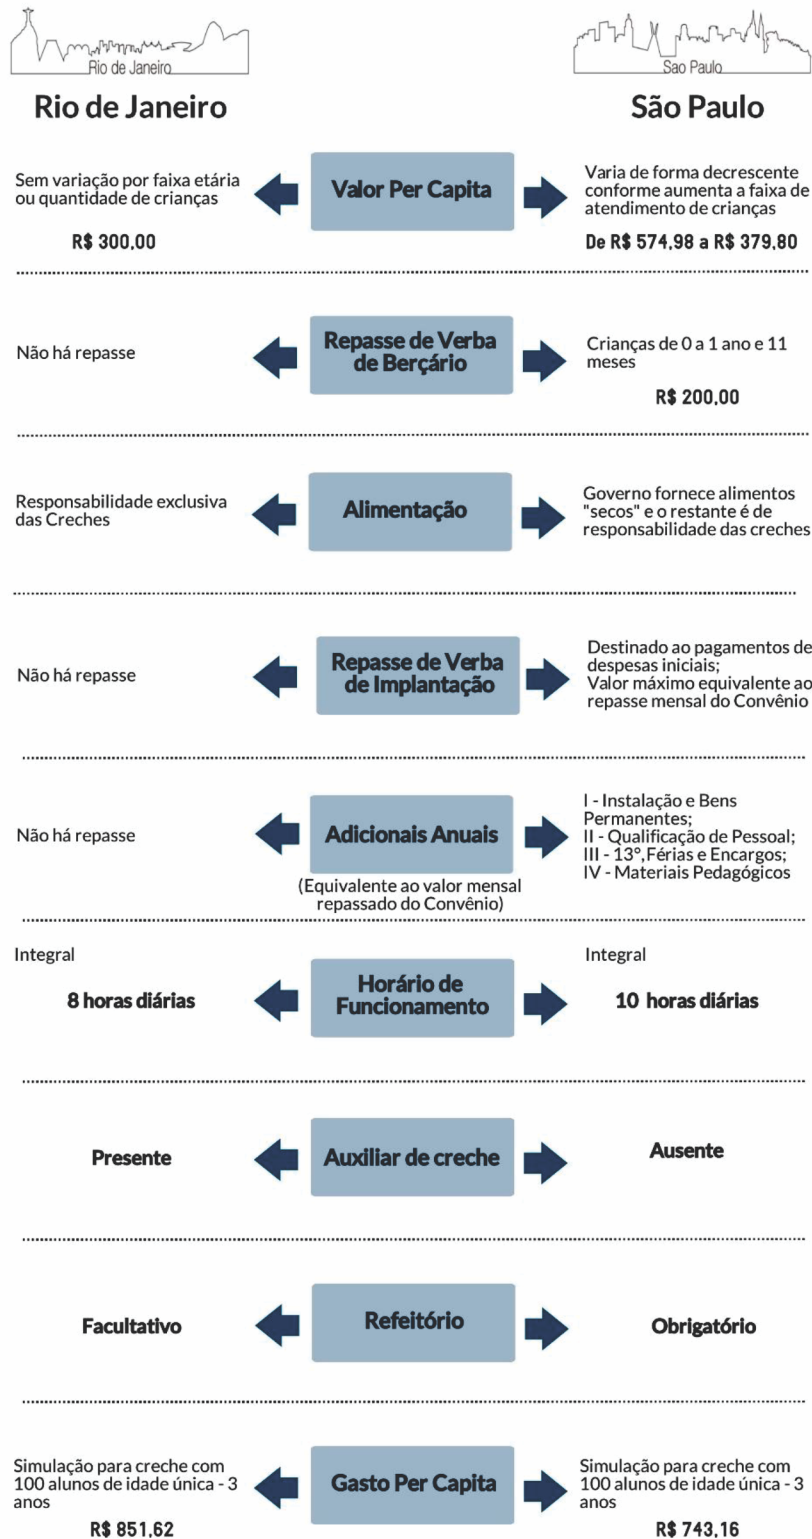 Rio de Janeiro
Sao Paulo
Rio de Janeiro
São Paulo
Sem variação por faixa etária
ou quantidade de crianças
R$ 300,00
Valor Per Capita
Varia de forma decrescente
conforme aumenta a faixa de
atendimento de crianças
De R$ 574,98 a R$ 379,80
Não há repasse
Repasse de Verba
de Berçário
Crianças de 0 a 1 ano e 11
meses
R$ 200,00
Responsabilidade exclusiva
das Creches
Alimentação
Governo fornece alimentos
"secos" e o restante é de
responsabilidade das creches
Não há repasse
Repasse de Verba
de Implantação
Destinado ao pagamentos de
despesas iniciais;
Valor máximo equivalente ao
repasse mensal do Convênio
Não há repasse
Adicionais Anuais
(Equivalente ao valor mensal
repassado do Convênio)
I - Instalação e Bens
Permanentes;
II - Qualificação de Pessoal;
III - 13°,Férias e Encargos;
IV - Materiais Pedagógicos
Integral
8 horas diárias
Horário de
Funcionamento
Integral
10 horas diárias
Presente
Auxiliar de creche
Ausente
Facultativo
Refeitório
Obrigatório
Simulação para creche com
100 alunos de idade única - 3
anos
R$ 851,62
Gasto Per Capita
Simulação para creche com
100 alunos de idade única - 3
anos
R$ 743,16